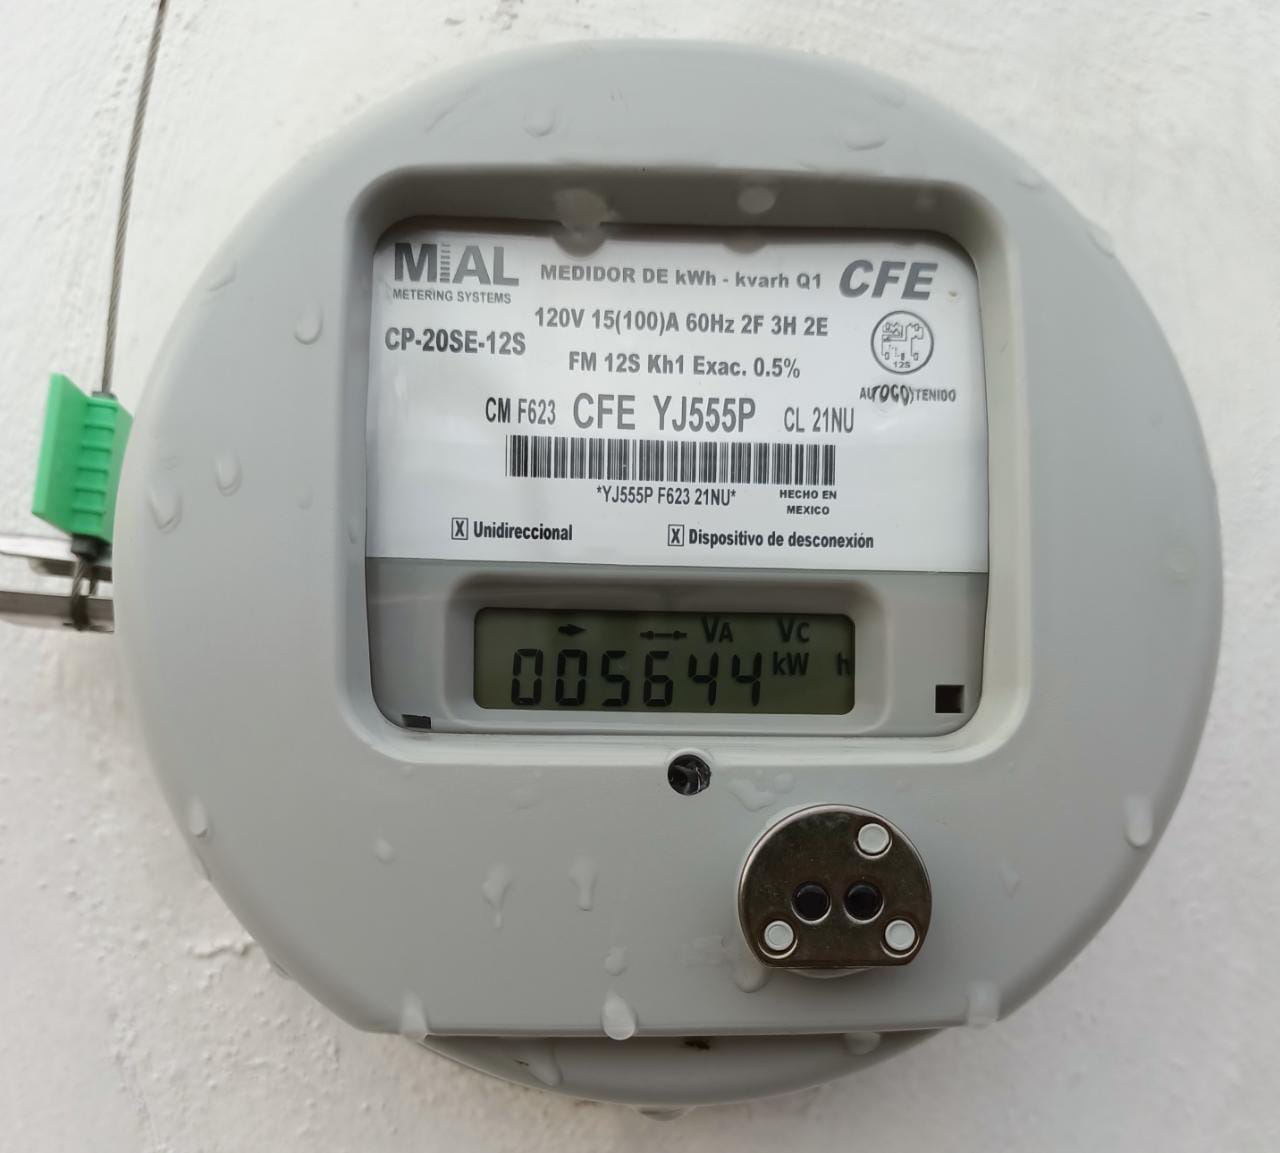 MIAL
METERING SYSTEMS
MEDIDOR DE kWh - kvarh Q1
CFE
120V 15(100)A 60Hz 2F 3H 2E
CP-20SE-12S
FM 12S Kh1 Exac. 0.5%
12S
AUTOCONTENIDO
CM F623 CFE YJ555P CL 21NU
*YJ555P F623 21NU*
HECHO EN
MEXICO
X Unidireccional
X Dispositivo de desconexión
VA VC
005644 kW h